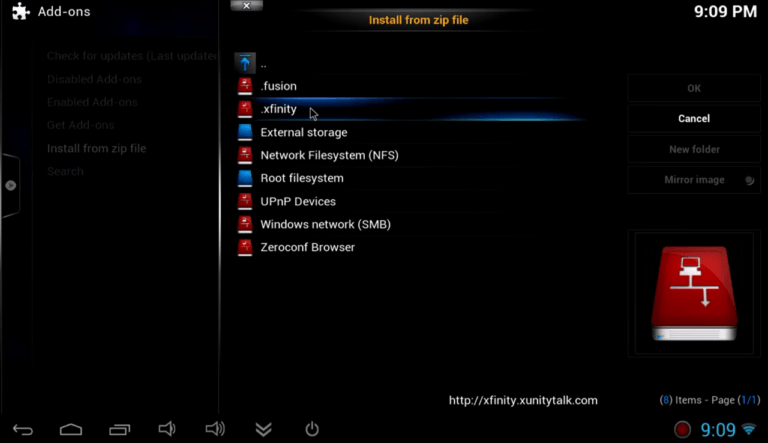 Add-ons
Install from zip file
9:09 PM
Check for updates (Last updated
Disabled Add-ons
Enabled Add-ons
Get Add-ons
Install from zip file
Search
..
.fusion
.xfinity
External storage
Network Filesystem (NFS)
Root filesystem
UPnP Devices
Windows network (SMB)
Zeroconf Browser
OK
Cancel
New folder
Mirror image
http://xfinity.xunitytalk.com
(8) Items - Page (1/1)
9:09